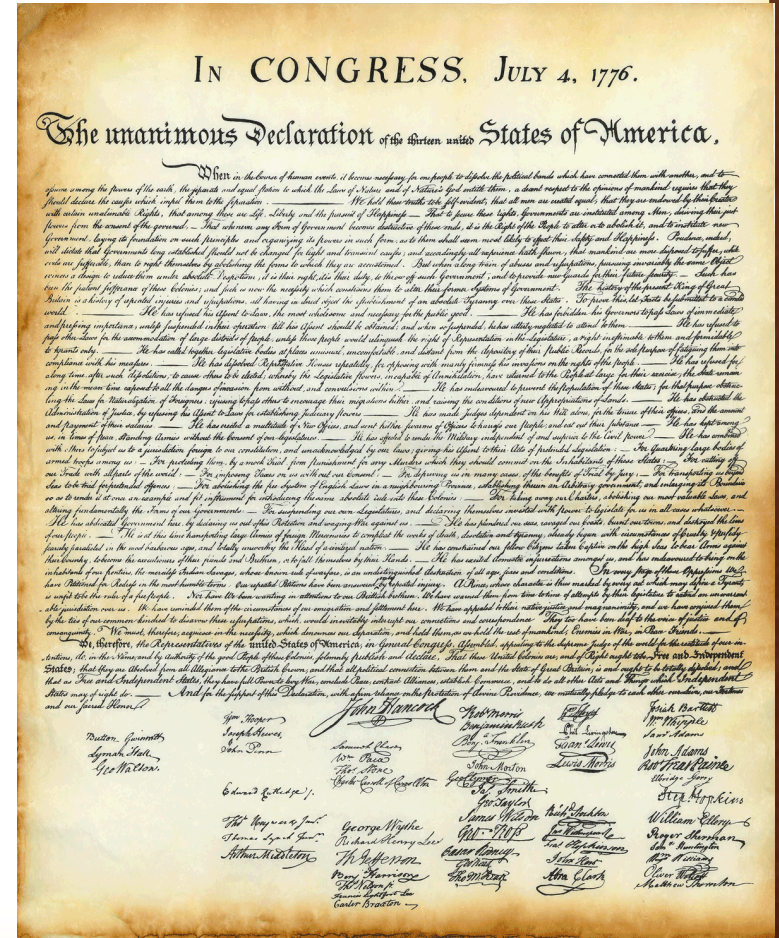 IN CONGRESS, JULY 4, 1776.
The unanimous Declaration of the thirteen united States of America,
When in the Course of human events, it becomes necessary for one people to dissolve the political bands which have connected them with another, and to
assume among the powers of the earth, the separate and equal station to which the Laws of Nature and of Nature's God entitle them, a decent respect to the opinions of mankind requires that they
should declare the causes which impel them to the separation. — We hold these truths to be self-evident, that all men are created equal, that they are endowed by their Creator
with certain unalienable Rights, that among these are Life, Liberty and the pursuit of Happiness — That to secure these rights, Governments are instituted among Men, deriving their just
powers from the consent of the governed, — That whenever any Form of Government becomes destructive of these ends, it is the Right of the People to alter or to abolish it, and to institute new
Government, laying its foundation on such principles and organizing its powers in such form, as to them shall seem most likely to effect their Safety and Happiness. Prudence, indeed,
will dictate that Governments long established should not be changed for light and transient causes; and accordingly all experience hath shewn, that mankind are more disposed to suffer, while
evils are sufferable, than to right themselves by abolishing the forms to which they are accustomed. But when a long train of abuses and usurpations, pursuing invariably the same Object
evinces a design to reduce them under absolute Despotism, it is their right, it is their duty, to throw off such Government, and to provide new Guards for their future security. — Such has
been the patient sufferance of these Colonies; and such is now the necessity which constrains them to alter their former Systems of Government. The history of the present King of Great
Britain is a history of repeated injuries and usurpations, all having in direct object the establishment of an absolute Tyranny over these States. To prove this, let Facts be submitted to a candid
world. — He has refused his Assent to Laws, the most wholesome and necessary for the public good. — He has forbidden his Governors to pass Laws of immediate
and pressing importance, unless suspended in their operation till his Assent should be obtained; and when so suspended, he has utterly neglected to attend to them. — He has refused to
pass other Laws for the accommodation of large districts of people, unless those people would relinquish the right of Representation in the Legislature, a right inestimable to them and formidable
to tyrants only. — He has called together legislative bodies at places unusual, uncomfortable, and distant from the depository of their Public Records, for the sole purpose of fatiguing them into
compliance with his measures. — He has dissolved Representative Houses repeatedly, for opposing with manly firmness his invasions on the rights of the people. — He has refused for
a long time after such dissolutions, to cause others to be elected; whereby the Legislative powers, incapable of Annihilation, have returned to the People at large for their exercise; the State remain
ing in the mean time exposed to all the dangers of invasion from without, and convulsions within. — He has endeavoured to prevent the Population of these States; for that purpose obstruc
ting the Laws for Naturalization of Foreigners; refusing to pass others to encourage their migrations hither, and raising the conditions of new Appropriations of Lands. — He has obstructed the
Administration of Justice, by refusing his Assent to Laws for establishing Judiciary powers. — He has made Judges dependent on his Will alone, for the tenure of their offices, and the amount
and payment of their salaries. — He has erected a multitude of New Offices, and sent hither swarms of Officers to harrass our people, and eat out their substance. — He has kept among
us, in times of peace, Standing Armies without the Consent of our legislatures. — He has affected to render the Military independent of and superior to the Civil power. — He has combined
with others to subject us to a jurisdiction foreign to our constitution, and unacknowledged by our laws; giving his Assent to their Acts of pretended Legislation: — For Quartering large bodies of
armed troops among us: — For protecting them, by a mock Trial, from punishment for any Murders which they should commit on the Inhabitants of these States: — For cutting off
our Trade with all parts of the world: — For imposing Taxes on us without our Consent: — For depriving us in many cases, of the benefits of Trial by Jury: — For transporting us beyond
Seas to be tried for pretended offences — For abolishing the free System of English Laws in a neighbouring Province, establishing therein an Arbitrary government, and enlarging its Boundaries
so as to render it at once an example and fit instrument for introducing the same absolute rule into these Colonies: — For taking away our Charters, abolishing our most valuable Laws, and
altering fundamentally the Forms of our Governments: — For suspending our own Legislatures, and declaring themselves invested with power to legislate for us in all cases whatsoever. —
He has abdicated Government here, by declaring us out of his Protection and waging War against us. — He has plundered our seas, ravaged our Coasts, burnt our towns, and destroyed the lives
of our people. — He is at this time transporting large Armies of foreign Mercenaries to compleat the works of death, desolation and tyranny, already begun with circumstances of Cruelty & perfidy
scarcely paralleled in the most barbarous ages, and totally unworthy the Head of a civilized nation. — He has constrained our fellow Citizens taken Captive on the high Seas to bear Arms against
their Country, to become the executioners of their friends and Brethren, or to fall themselves by their Hands. — He has excited domestic insurrections amongst us, and has endeavoured to bring on the
inhabitants of our frontiers, the merciless Indian Savages, whose known rule of warfare, is an undistinguished destruction of all ages, sexes and conditions. In every stage of these Oppressions We
have Petitioned for Redress in the most humble terms: Our repeated Petitions have been answered only by repeated injury. A Prince, whose character is thus marked by every act which may define a Tyrant,
is unfit to be the ruler of a free people. Nor have We been wanting in attentions to our Brittish brethren. We have warned them from time to time of attempts by their legislature to extend an unwarrant
able jurisdiction over us. We have reminded them of the circumstances of our emigration and settlement here. We have appealed to their native justice and magnanimity, and we have conjured them
by the ties of our common kindred to disavow these usurpations, which, would inevitably interrupt our connections and correspondence. They too have been deaf to the voice of justice and of
consanguinity. We must, therefore, acquiesce in the necessity, which denounces our Separation, and hold them, as we hold the rest of mankind, Enemies in War, in Peace Friends. —
We, therefore, the Representatives of the united States of America, in General Congress, Assembled, appealing to the Supreme Judge of the world for the rectitude of our in-
tentions, do, in the Name, and by authority of the good People of these Colonies, solemnly publish and declare, That these United Colonies are, and of Right ought to be Free and Independent
States; that they are Absolved from all Allegiance to the British Crown, and that all political connection between them and the State of Great Britain, is and ought to be totally dissolved; and
that as Free and Independent States, they have full Power to levy War, conclude Peace, contract Alliances, establish Commerce, and to do all other Acts and Things which Independent
States may of right do. — And for the support of this Declaration, with a firm reliance on the Protection of divine Providence, we mutually pledge to each other our Lives, our Fortunes
and our sacred Honor.
Button Gwinnett
Lyman Hall
Geo Walton.
Wm Hooper
Joseph Hewes,
John Penn
Edward Rutledge /.
Thos Heyward Junr.
Thomas Lynch Junr.
Arthur Middleton
John Hancock
Samuel Chase
Wm Paca
Thos Stone
Charles Carroll of Carrollton
George Wythe
Richard Henry Lee
Th Jefferson
Benj Harrison
Thos Nelson jr.
Francis Lightfoot Lee
Carter Braxton
Robt Morris
Benjamin Rush
Benj. Franklin
John Morton
Geo Clymer
Jas Smith
Geo Taylor
James Wilson
Geo. Ross
Caesar Rodney
Geo Read
Tho M:Kean
Wm Floyd
Phil. Livingston
Frans Lewis
Lewis Morris
Richd Stockton
Jno Witherspoon
Fras Hopkinson
John Hart
Abra Clark
Josiah Bartlett
Wm Whipple
Saml Adams
John Adams
Robt Treat Paine
Elbridge Gerry
Step Hopkins
William Ellery
Roger Sherman
Saml Huntington
Wm Williams
Oliver Wolcott
Matthew Thornton